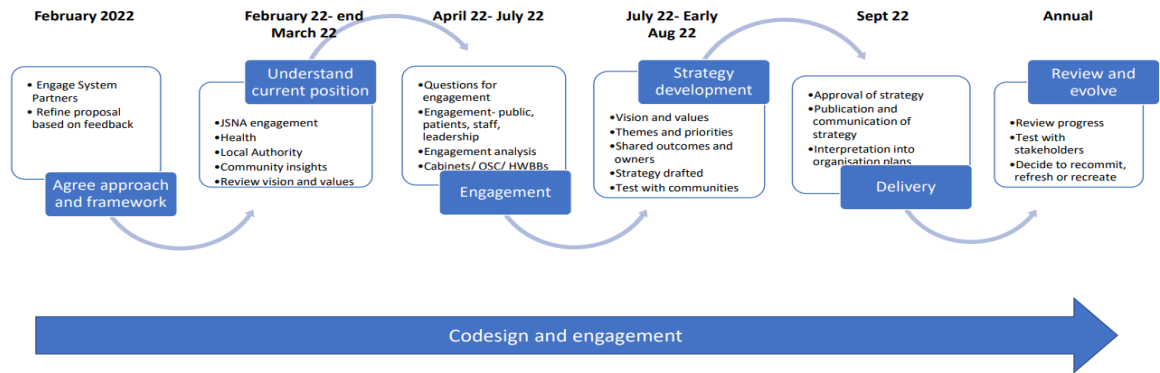 February 2022
• Engage System
Partners
• Refine proposal
based on feedback
Agree approach
and framework
February 22- end
March 22
Understand
current position
•JSNA engagement
•Health
•Local Authority
•Community insights
•Review vision and values
April 22- July 22
•Questions for
engagement
•Engagement- public,
patients, staff,
leadership
•Engagement analysis
•Cabinets/ OSC/ HWBBs
Engagement
July 22- Early
Aug 22
Strategy
development
•Vision and values
•Themes and priorities
•Shared outcomes and
owners
•Strategy drafted
•Test with communities
Sept 22
•Approval of strategy
•Publication and
communication of
strategy
•Interpretation into
organisation plans
Delivery
Annual
Review and
evolve
•Review progress
•Test with
stakeholders
•Decide to recommit,
refresh or recreate
Codesign and engagement